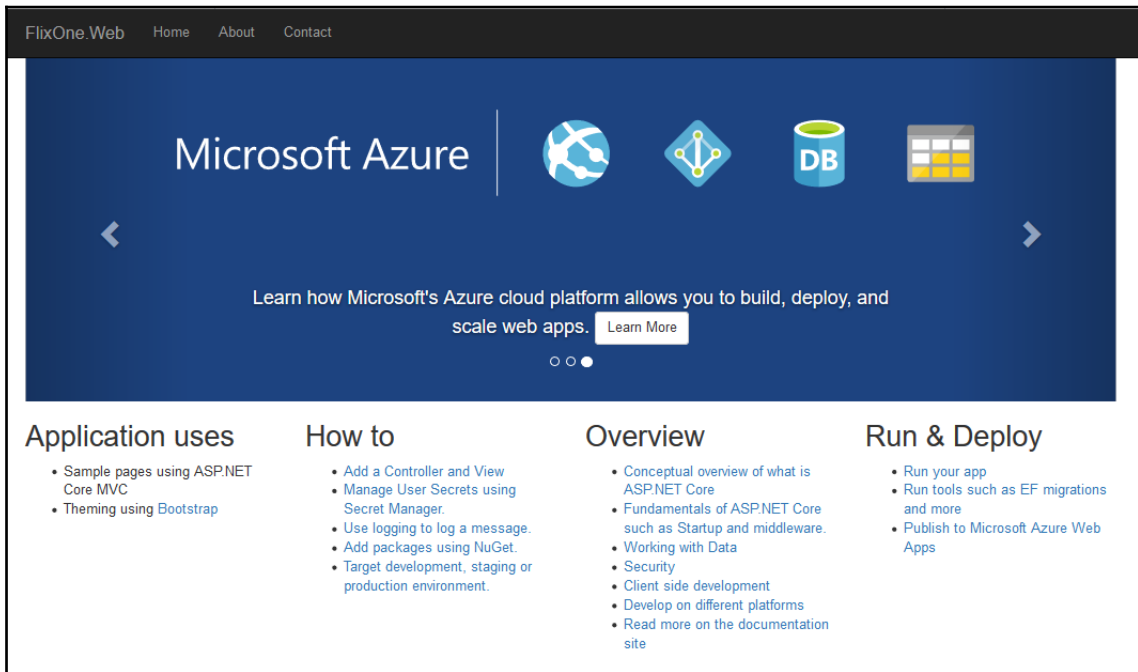 FlixOne.Web Home About Contact
Microsoft Azure
DB
Learn how Microsoft's Azure cloud platform allows you to build, deploy, and
scale web apps. Learn More
Application uses
• Sample pages using ASP.NET
Core MVC
• Theming using Bootstrap
How to
• Add a Controller and View
• Manage User Secrets using
Secret Manager.
• Use logging to log a message.
• Add packages using NuGet.
• Target development, staging or
production environment.
Overview
• Conceptual overview of what is
ASP.NET Core
• Fundamentals of ASP.NET Core
such as Startup and middleware.
• Working with Data
• Security
• Client side development
• Develop on different platforms
• Read more on the documentation
site
Run & Deploy
• Run your app
• Run tools such as EF migrations
and more
• Publish to Microsoft Azure Web
Apps